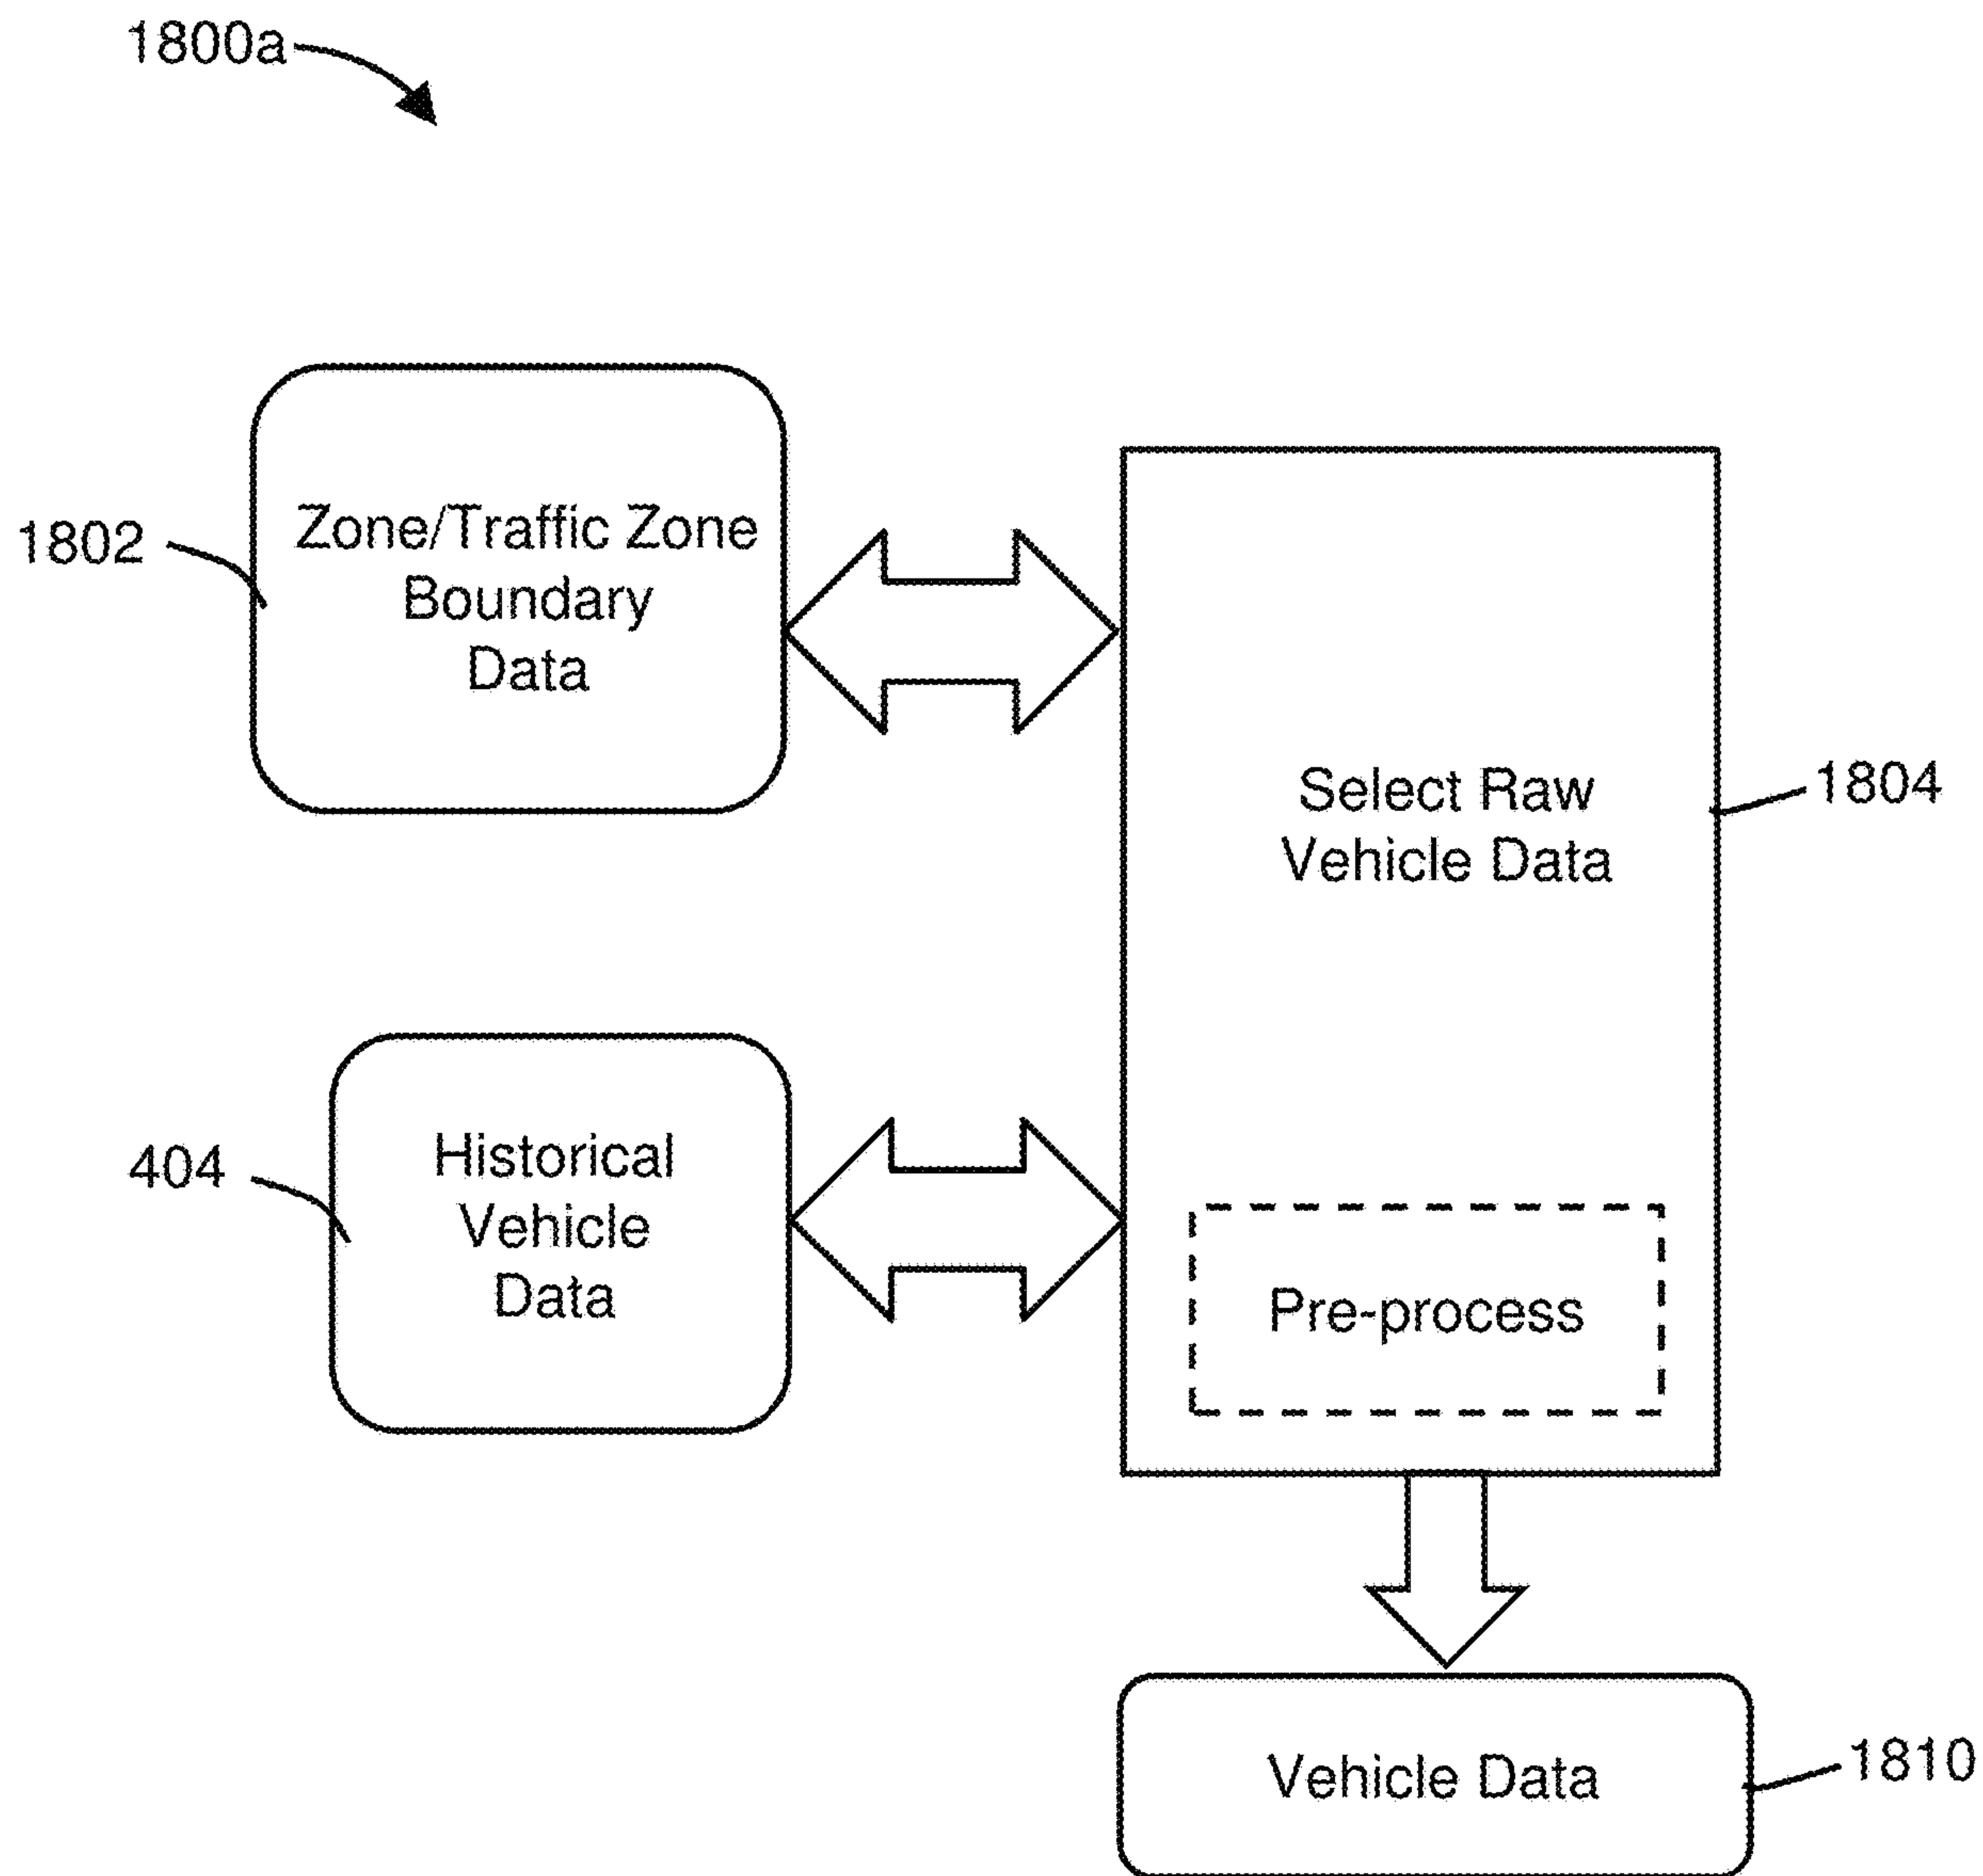 1800a
Zone/Traffic Zone
Boundary
Data
1802
Select Raw
Vehicle Data
1804
Historical
Vehicle
Data
404
Pre-process
Vehicle Data
1810